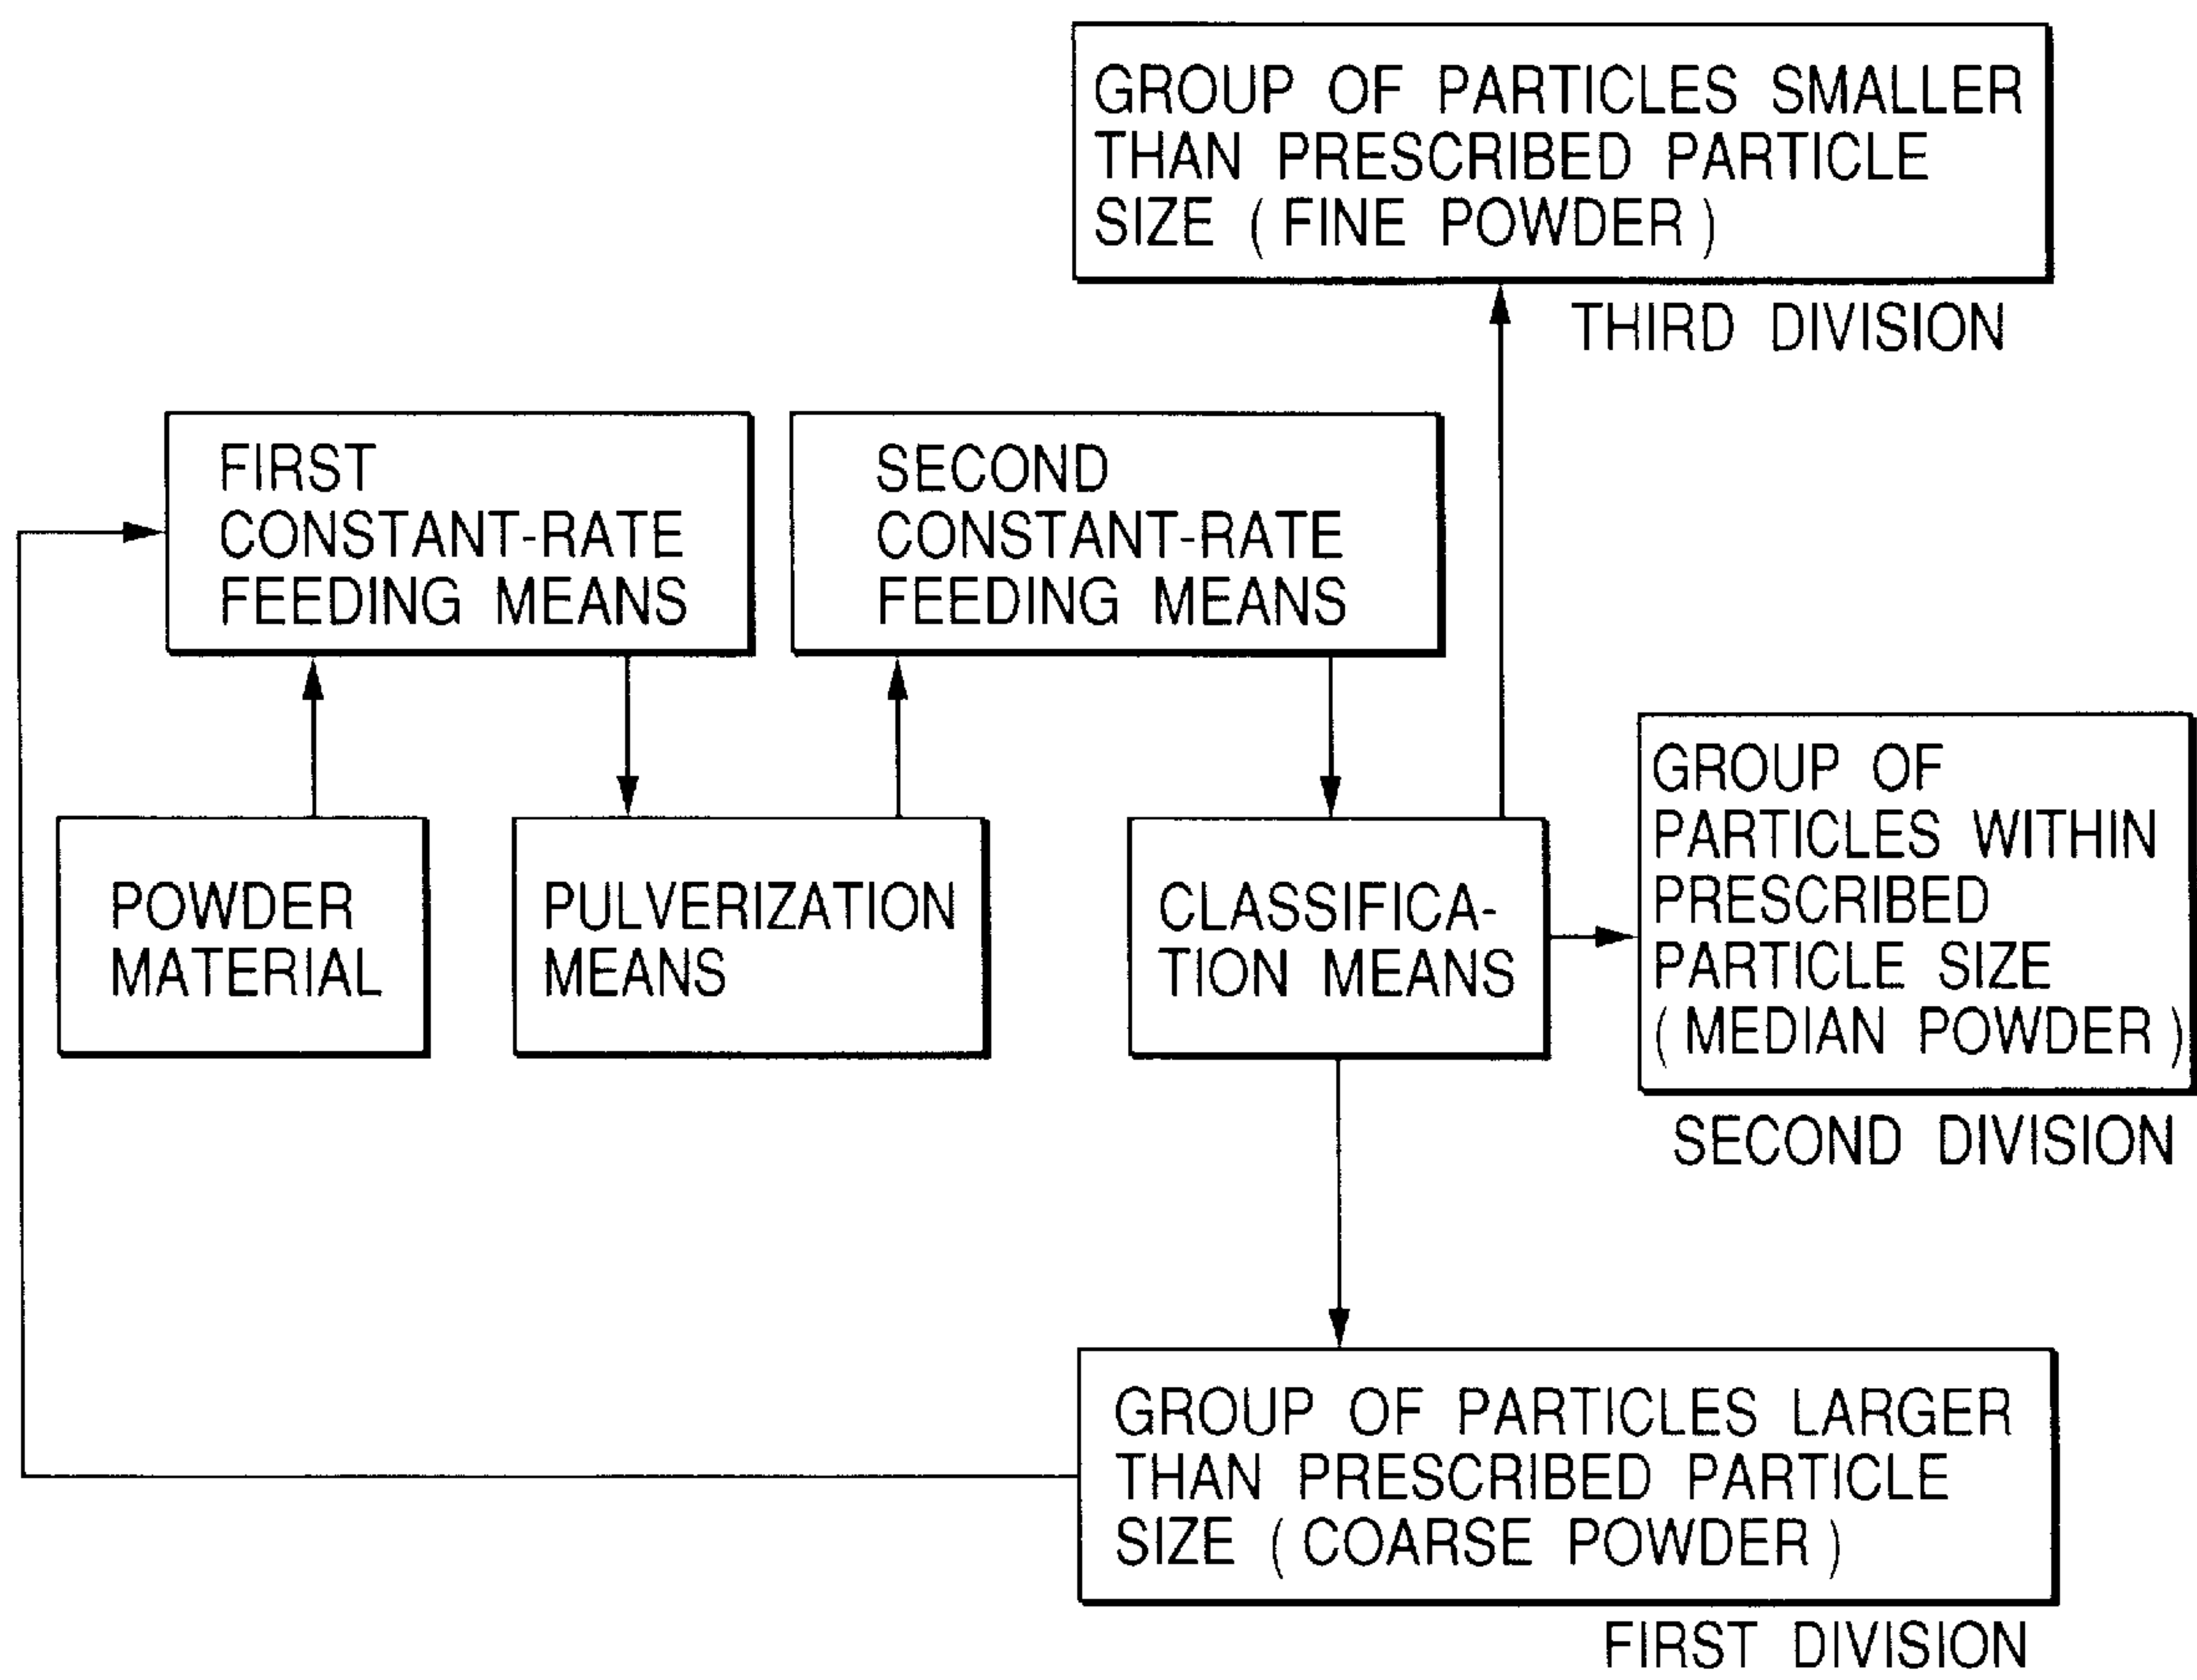 GROUP OF PARTICLES SMALLER
THAN PRESCRIBED PARTICLE
SIZE ( FINE POWDER )
THIRD DIVISION
FIRST
CONSTANT-RATE
FEEDING MEANS
SECOND
CONSTANT-RATE
FEEDING MEANS
POWDER
MATERIAL
PULVERIZATION
MEANS
CLASSIFICA-
TION MEANS
GROUP OF
PARTICLES WITHIN
PRESCRIBED
PARTICLE SIZE
( MEDIAN POWDER )
SECOND DIVISION
GROUP OF PARTICLES LARGER
THAN PRESCRIBED PARTICLE
SIZE ( COARSE POWDER )
FIRST DIVISION